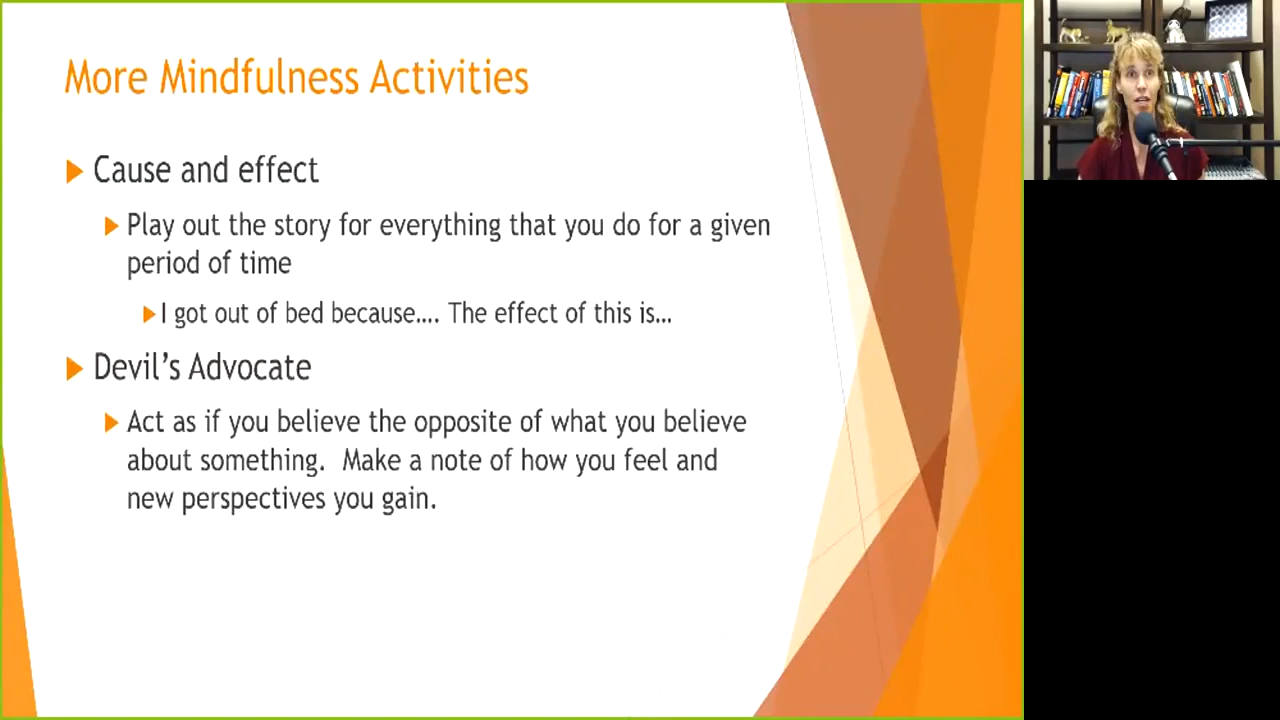 More Mindfulness Activities
Cause and effect
Play out the story for everything that you do for a given
period of time
I got out of bed because.... The effect of this is...
Devil’s Advocate
Act as if you believe the opposite of what you believe
about something.  Make a note of how you feel and
new perspectives you gain.